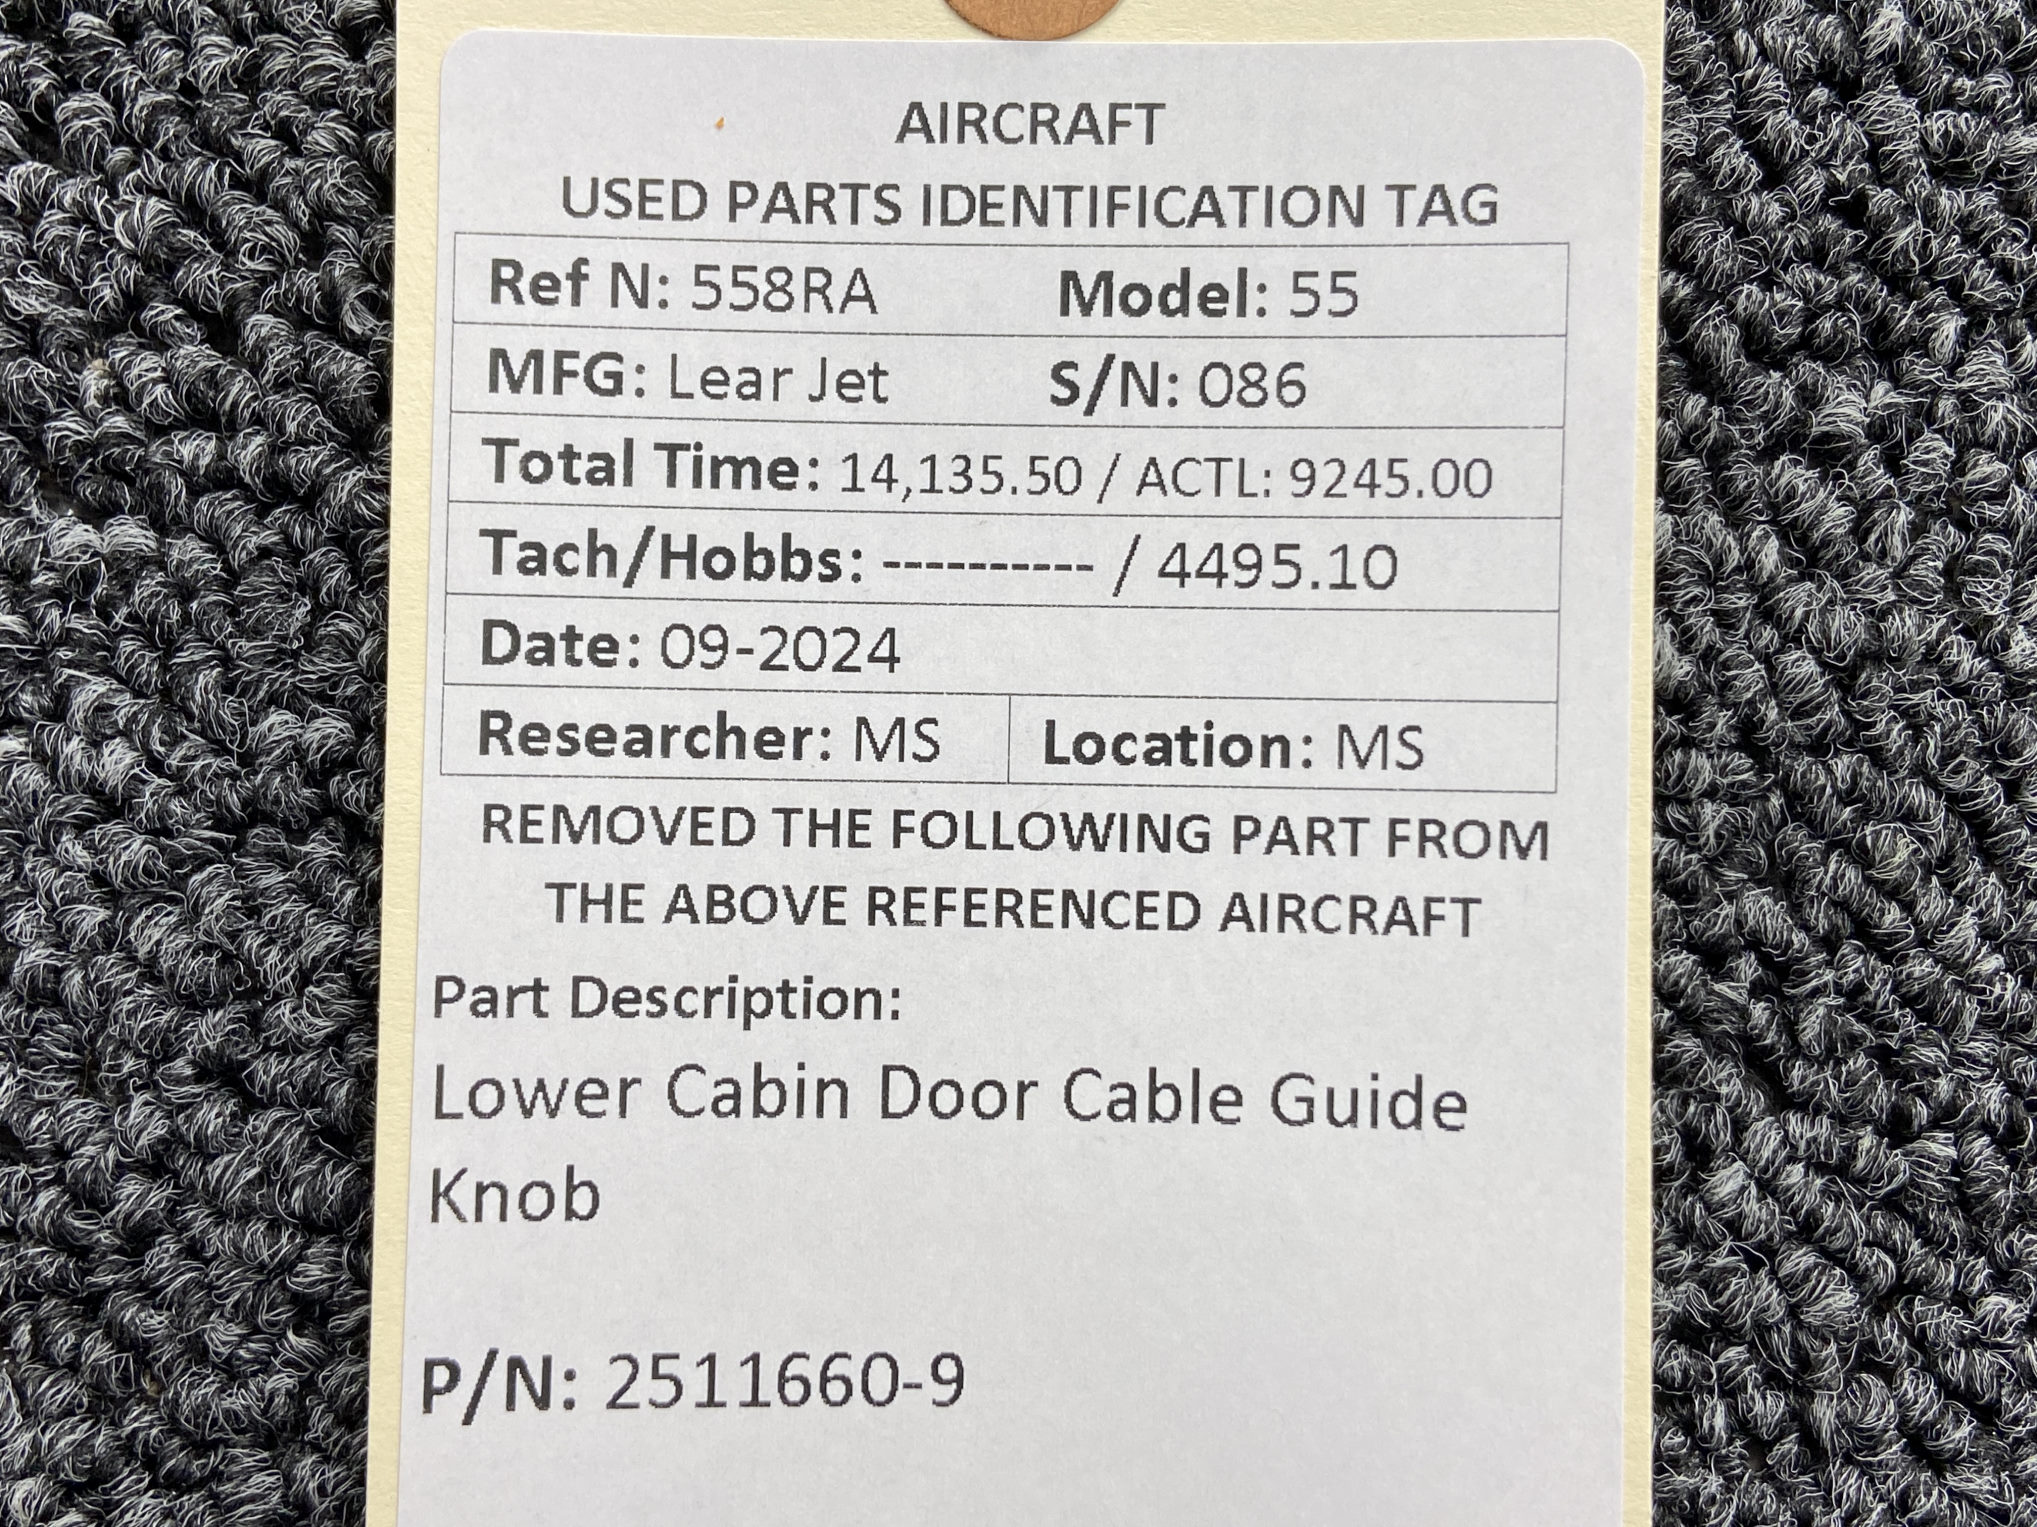 AIRCRAFT
USED PARTS IDENTIFICATION TAG
Ref N: 558RA Model: 55
MFG: Lear Jet S/N: 086
Total Time: 14,135.50 / ACTL: 9245.00
Tach/Hobbs: ---------- / 4495.10
Date: 09-2024
Researcher: MS Location: MS
REMOVED THE FOLLOWING PART FROM
THE ABOVE REFERENCED AIRCRAFT
Part Description:
Lower Cabin Door Cable Guide
Knob
P/N: 2511660-9